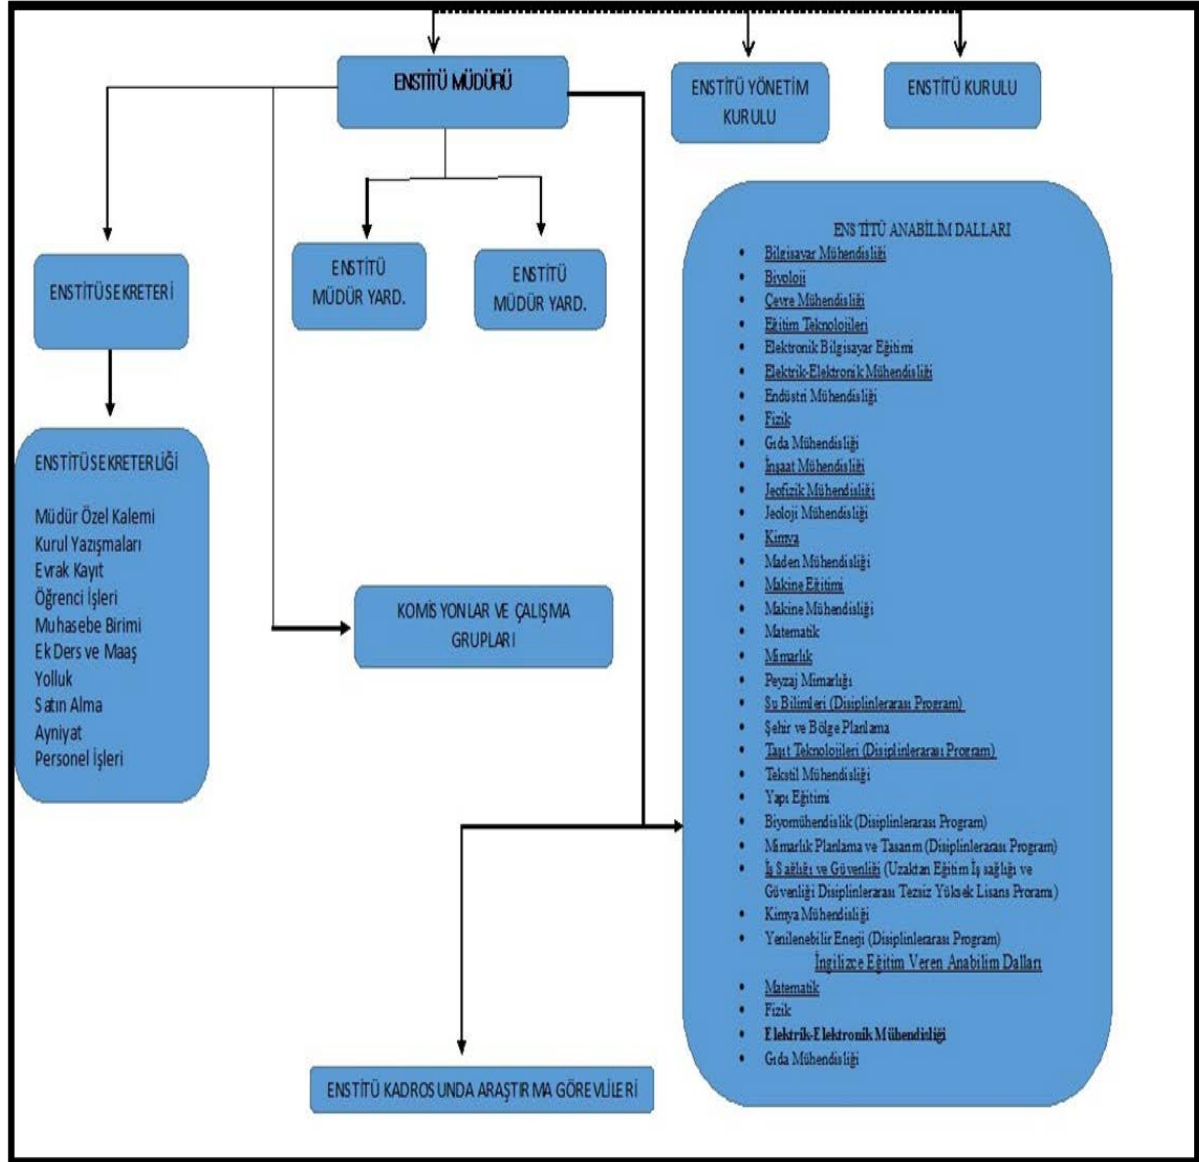 ENSTİTÜ MÜDÜRÜ
ENSTİTÜ YÖNETİM
KURULU
ENSTİTÜ KURULU
ENSTİTÜ SEKRETERİ
ENSTİTÜ
MÜDÜR YARD.
ENSTİTÜ
MÜDÜR YARD.
ENSTİTÜ SEKRETERLİĞİ
Müdür Özel Kalemi
Kurul Yazışmaları
Evrak Kayıt
Öğrenci İşleri
Muhasebe Birimi
Ek Ders ve Maaş
Yolluk
Satın Alma
Ayniyat
Personel İşleri
KOMİSYONLAR VE ÇALIŞMA
GRUPLARI
ENSTİTÜ KADROSUNDA ARAŞTIRMA GÖREVLİLERİ
ENSTİTÜ ANABİLİM DALLARI
• Bilgisayar Mühendisliği
• Biyoloji
• Çevre Mühendisliği
• Eğitim Teknolojileri
• Elektronik Bilgisayar Eğitimi
• Elektrik-Elektronik Mühendisliği
• Endüstri Mühendisliği
• Fizik
• Gıda Mühendisliği
• İnşaat Mühendisliği
• Jeofizik Mühendisliği
• Jeoloji Mühendisliği
• Kimya
• Maden Mühendisliği
• Makine Eğitimi
• Makine Mühendisliği
• Matematik
• Mimarlık
• Peyzaj Mimarlığı
• Su Bilimleri (Disiplinlerarası Program)
• Şehir ve Bölge Planlama
• Taşıt Teknolojileri (Disiplinlerarası Program)
• Tekstil Mühendisliği
• Yapı Eğitimi
• Biyomühendislik (Disiplinlerarası Program)
• Mimarlık Planlama ve Tasarım (Disiplinlerarası Program)
• İş Sağlığı ve Güvenliği (Uzaktan Eğitim İş sağlığı ve
Güvenliği Disiplinlerarası Tezsiz Yüksek Lisans Proramı)
• Kimya Mühendisliği
• Yenilenebilir Enerji (Disiplinlerarası Program)
İngilizce Eğitim Veren Anabilim Dalları
• Matematik
• Fizik
• Elektrik-Elektronik Mühendisliği
• Gıda Mühendisliği